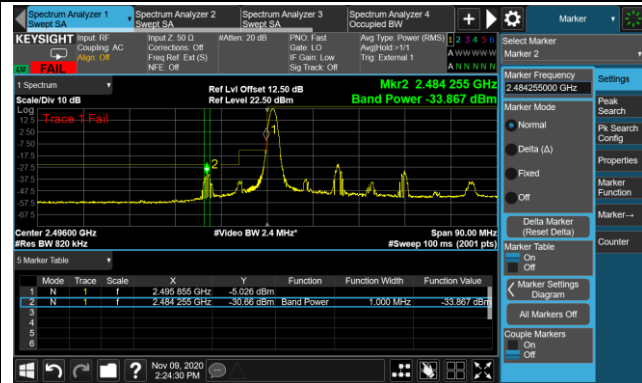 Spectrum Analyzer 1
Swept SA
Spectrum Analyzer 2
Swept SA
Spectrum Analyzer 3
Swept SA
Spectrum Analyzer 4
Occupied BW
Marker
KEYSIGHT
Input: RF
Coupling: AC
Align: Off
Input Z: 50 Ω
Corrections: Off
Freq Ref: Ext (S)
NFE: Off
#Atten: 20 dB
PNO: Fast
Gate: LO
IF Gain: Low
Sig Track: Off
Avg Type: Power (RMS)
Avg|Hold:>1/1
Trig: External 1
1 2 3 4 5 6
A W W W W W
A N N N N N
FAIL
Select Marker
Marker 2
1 Spectrum
Scale/Div 10 dB
Ref Lvl Offset 12.50 dB
Ref Level 22.50 dBm
Mkr2 2.484 255 GHz
Band Power -33.867 dBm
Log
Trace 1 Fail
12.5
2.50
-7.50
-17.5
-27.5
-37.5
-47.5
-57.5
-67.5
1
2
Center 2.49600 GHz
#Res BW 820 kHz
#Video BW 2.4 MHz*
Span 90.00 MHz
#Sweep 100 ms (2001 pts)
5 Marker Table
Mode Trace Scale X Y Function Function Width Function Value
1 N 1 f 2.495 855 GHz -5.026 dBm
2 N 1 f 2.484 255 GHz -30.66 dBm Band Power 1.000 MHz -33.867 dBm
3
4
5
6
Marker Frequency
2.484255000 GHz
Marker Mode
Normal
Delta (Δ)
Fixed
Off
Delta Marker
(Reset Delta)
Marker Table
On
Off
Marker Settings
Diagram
All Markers Off
Couple Markers
On
Off
Settings
Peak
Search
Pk Search
Config
Properties
Marker
Function
Marker→
Counter
Nov 09, 2020
2:24:30 PM